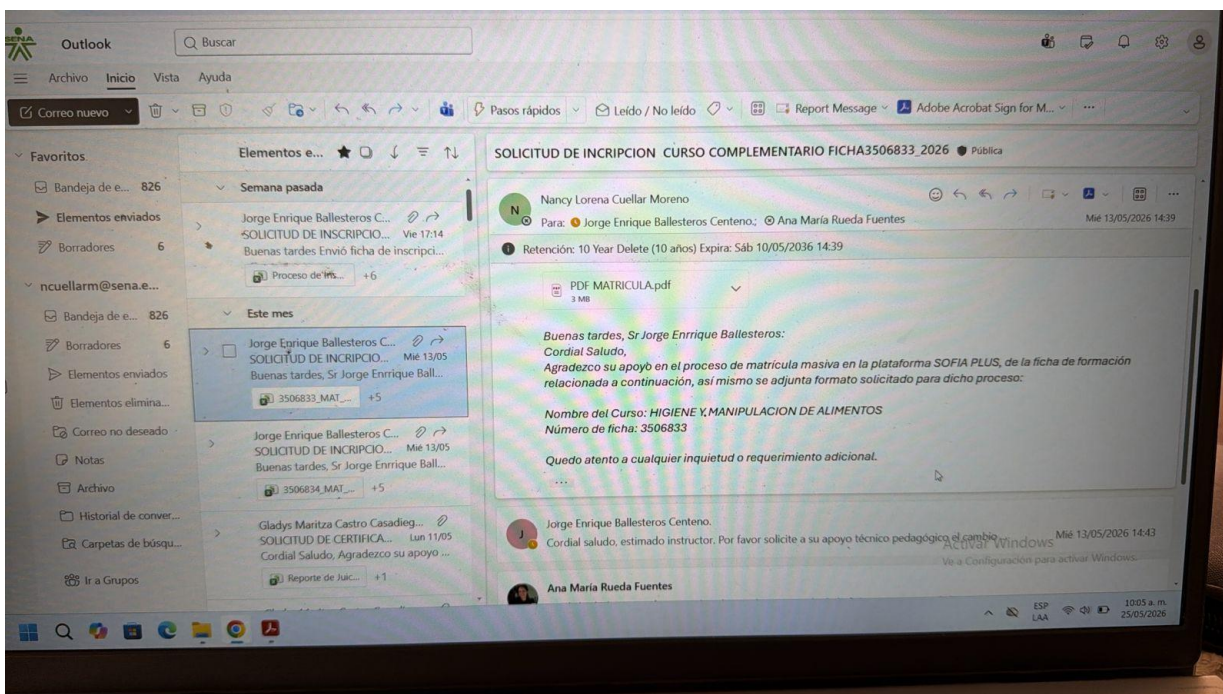 SENA
Outlook
Buscar
Archivo Inicio Vista Ayuda
Correo nuevo
Pasos rápidos
Leído / No leído
Report Message
Adobe Acrobat Sign for M...
Favoritos
Bandeja de e... 826
Elementos enviados
Borradores 6
ncuellarm@sena.e...
Bandeja de e... 826
Borradores 6
Elementos enviados
Elementos elimina...
Correo no deseado
Notas
Archivo
Historial de conver...
Carpetas de búsqu...
Ir a Grupos
Elementos e...
Semana pasada
Jorge Enrique Ballesteros C...
SOLICITUD DE INSCRIPCIO... Vie 17:14
Buenas tardes Envió ficha de inscripci...
Proceso de Ins... +6
Este mes
Jorge Enrique Ballesteros C...
SOLICITUD DE INCRIPCIO... Mié 13/05
Buenas tardes, Sr Jorge Enrrique Ball...
3506833_MAT_... +5
Jorge Enrique Ballesteros C...
SOLICITUD DE INCRIPCIO... Mié 13/05
Buenas tardes, Sr Jorge Enrrique Ball...
3506834_MAT_... +5
Gladys Maritza Castro Casadieg...
SOLICITUD DE CERTIFICA... Lun 11/05
Cordial Saludo, Agradezco su apoyo ...
Reporte de Juic... +1
SOLICITUD DE INCRIPCION CURSO COMPLEMENTARIO FICHA3506833_2026 Pública
N
Nancy Lorena Cuellar Moreno
Para: Jorge Enrique Ballesteros Centeno.; Ana María Rueda Fuentes
Mié 13/05/2026 14:39
Retención: 10 Year Delete (10 años) Expira: Sáb 10/05/2036 14:39
PDF MATRICULA.pdf
3 MB
Buenas tardes, Sr Jorge Enrrique Ballesteros:
Cordial Saludo,
Agradezco su apoyo en el proceso de matrícula masiva en la plataforma SOFIA PLUS, de la ficha de formación
relacionada a continuación, así mismo se adjunta formato solicitado para dicho proceso:
Nombre del Curso: HIGIENE Y MANIPULACION DE ALIMENTOS
Número de ficha: 3506833
Quedo atento a cualquier inquietud o requerimiento adicional.
...
J
Jorge Enrique Ballesteros Centeno.
Cordial saludo, estimado instructor. Por favor solicite a su apoyo técnico pedagógico el cambio...
Mié 13/05/2026 14:43
Activar Windows
Ve a Configuración para activar Windows.
Ana María Rueda Fuentes
ESP
LAA
10:05 a. m.
25/05/2026